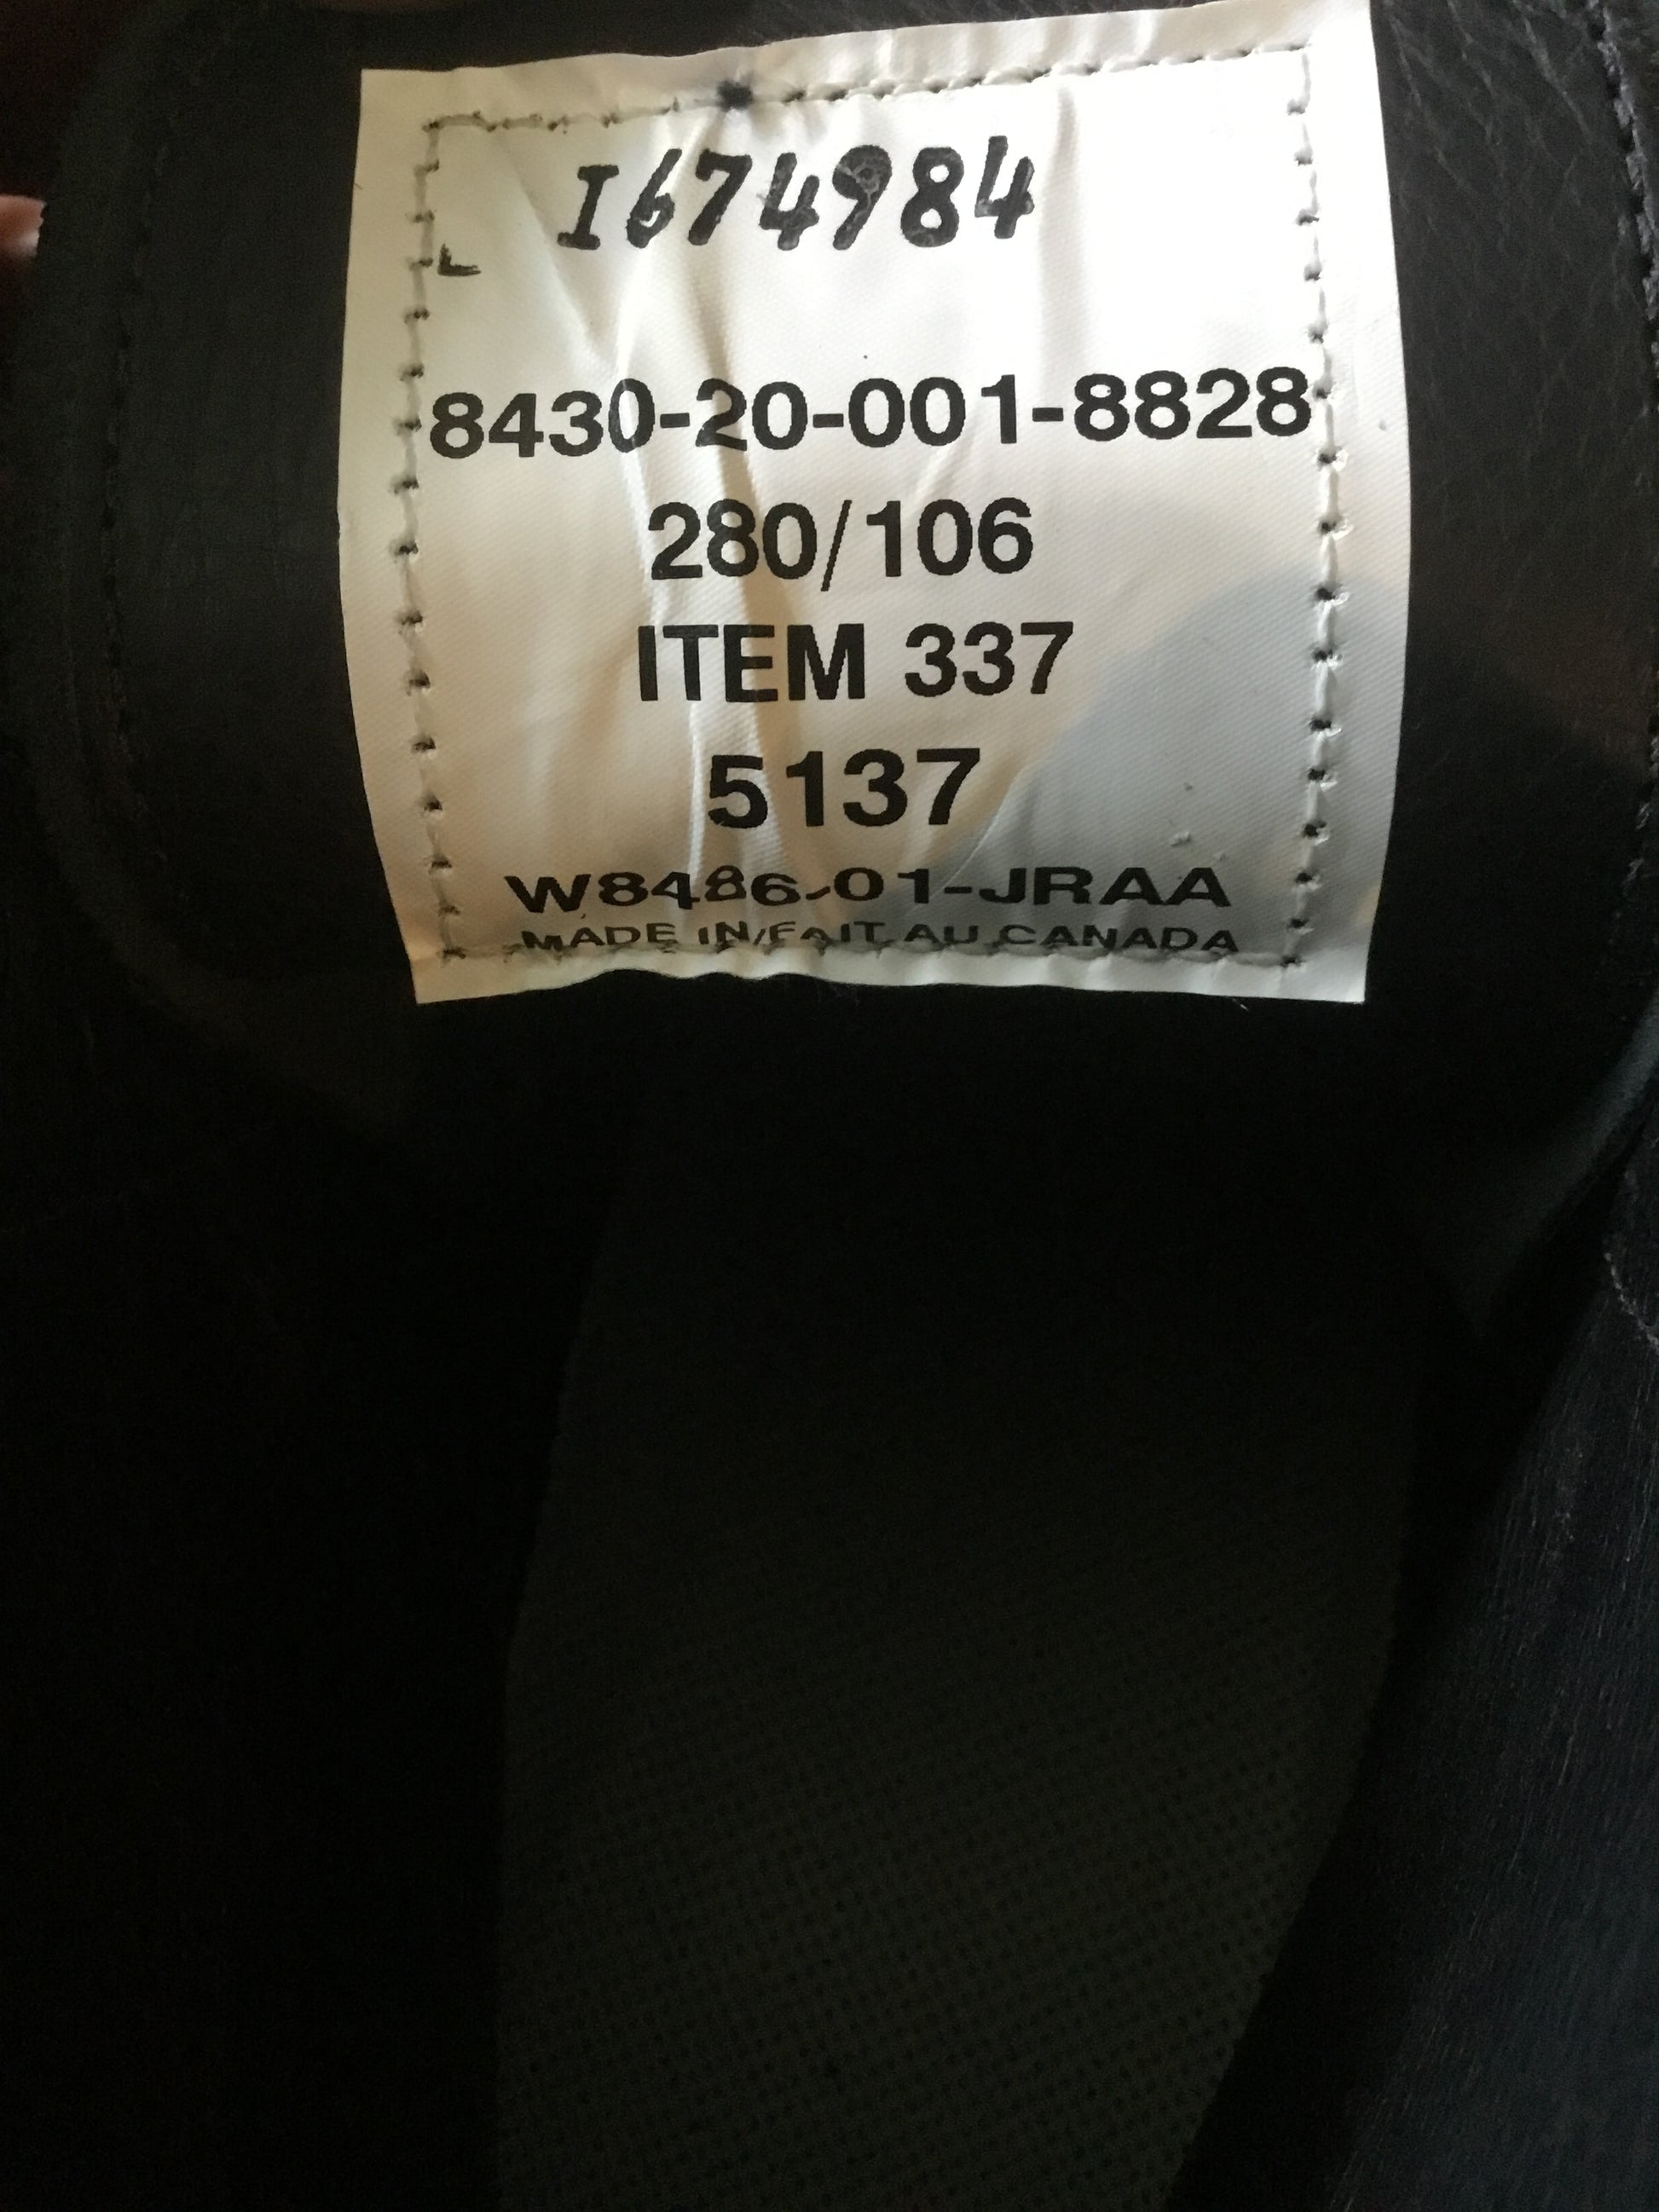 I674984
L
8430-20-001-8828
280/106
ITEM 337
5137
W8486-01-JRAA
MADE IN/FAIT AU CANADA